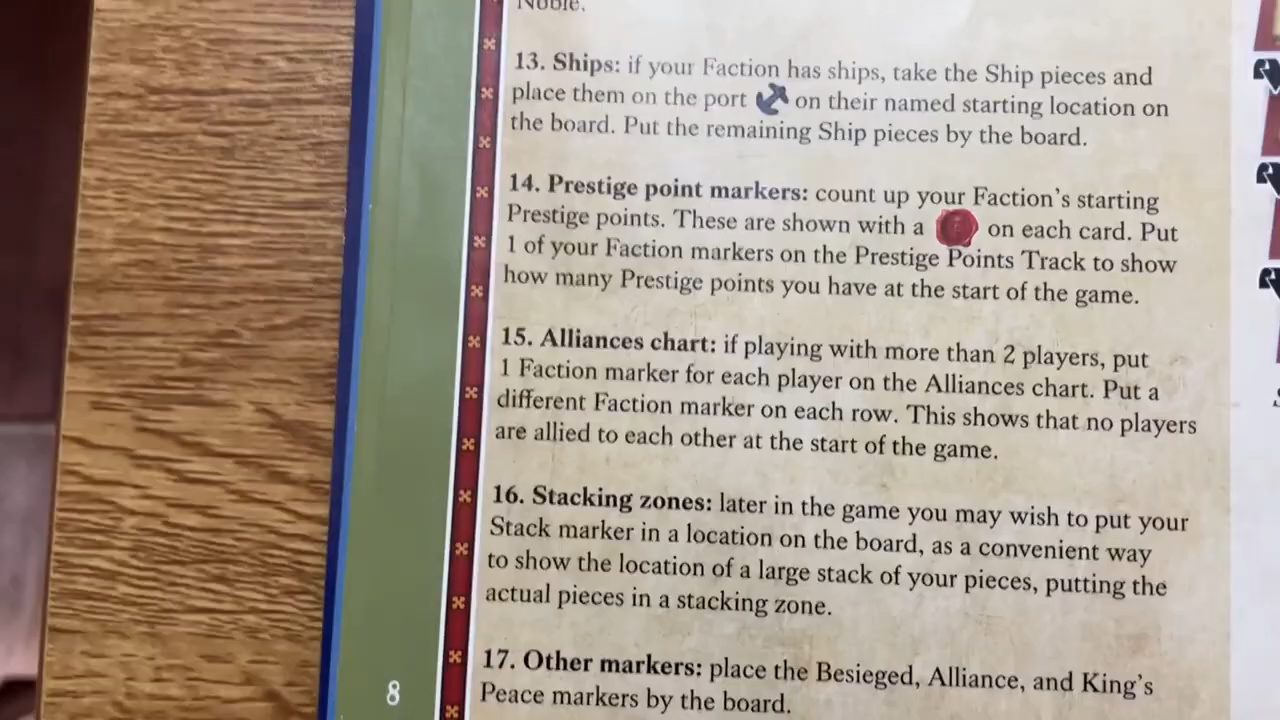 Noble.
13. Ships: if your Faction has ships, take the Ship pieces and
place them on the port on their named starting location on
the board. Put the remaining Ship pieces by the board.
14. Prestige point markers: count up your Faction's starting
Prestige points. These are shown with a on each card. Put
1 of your Faction markers on the Prestige Points Track to show
how many Prestige points you have at the start of the game.
15. Alliances chart: if playing with more than 2 players, put
1 Faction marker for each player on the Alliances chart. Put a
different Faction marker on each row. This shows that no players
are allied to each other at the start of the game.
16. Stacking zones: later in the game you may wish to put your
Stack marker in a location on the board, as a convenient way
to show the location of a large stack of your pieces, putting the
actual pieces in a stacking zone.
17. Other markers: place the Besieged, Alliance, and King's
Peace markers by the board.
8